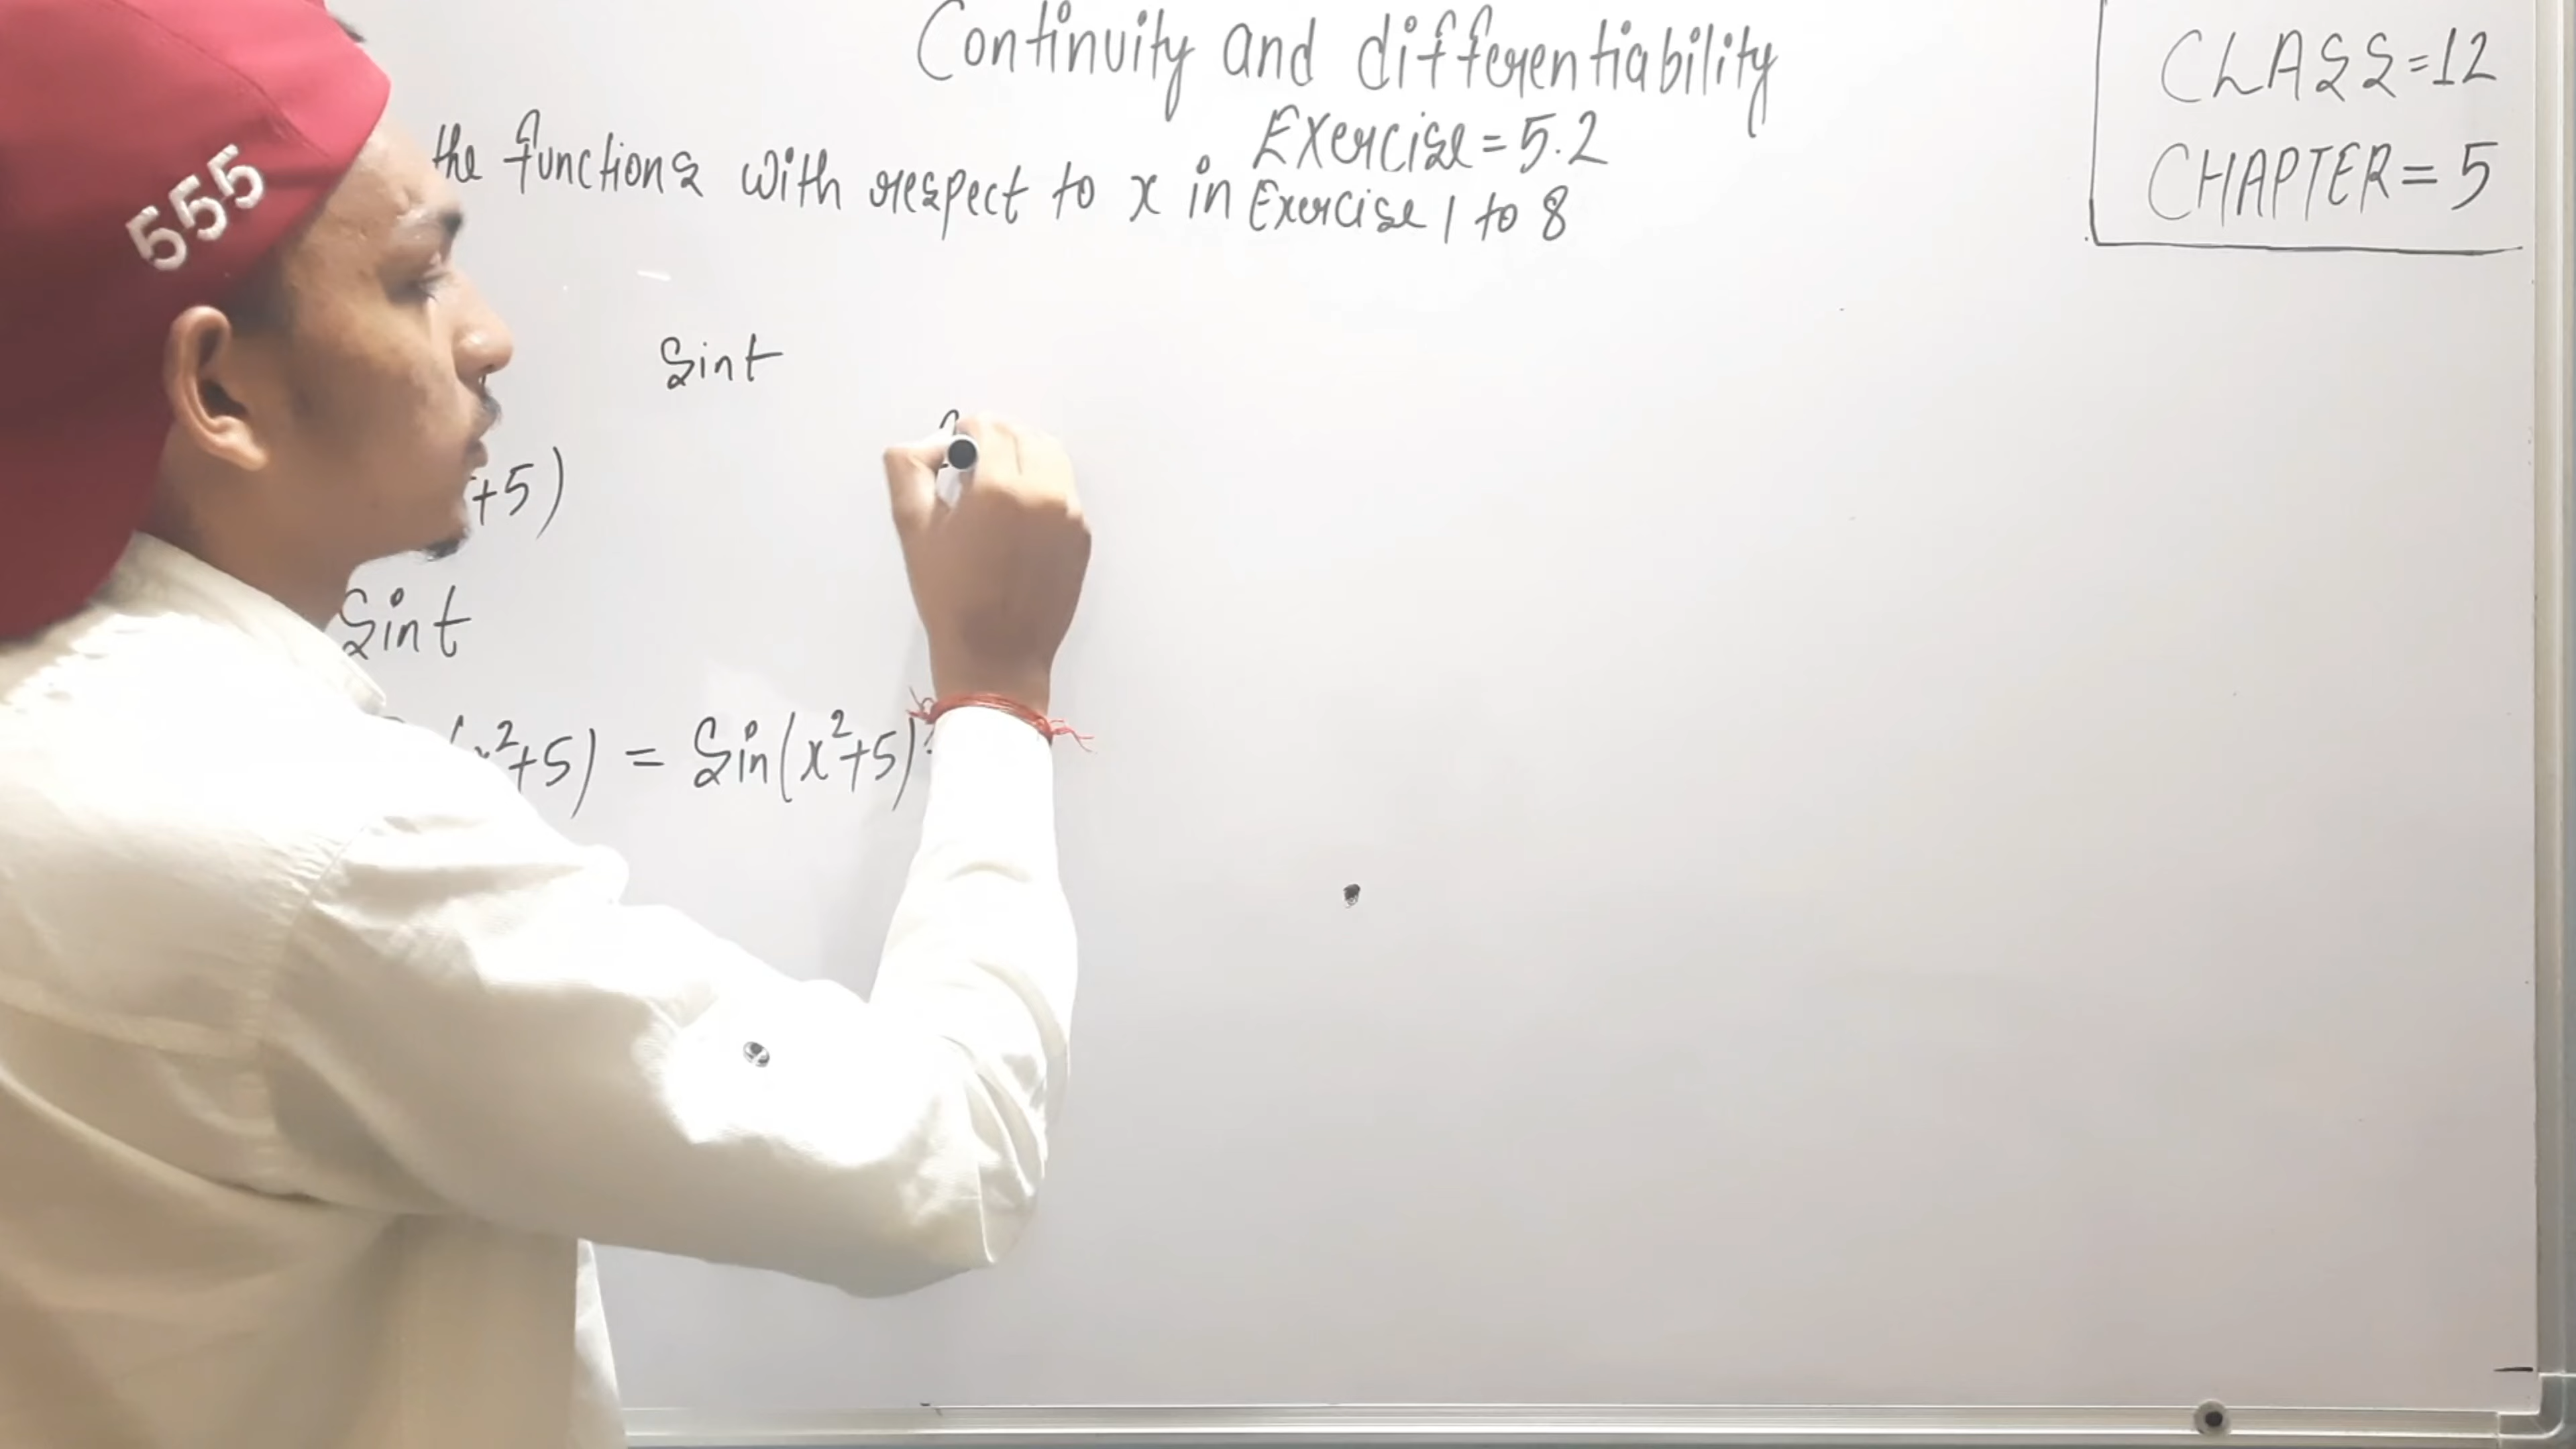 Continuity and differentiability
CLASS=12
CHAPTER=5
Exercise=5.2
the functions with respect to x in Exercise 1 to 8
555
Sint
+5)
Sint
x²+5) = Sin(x²+5)